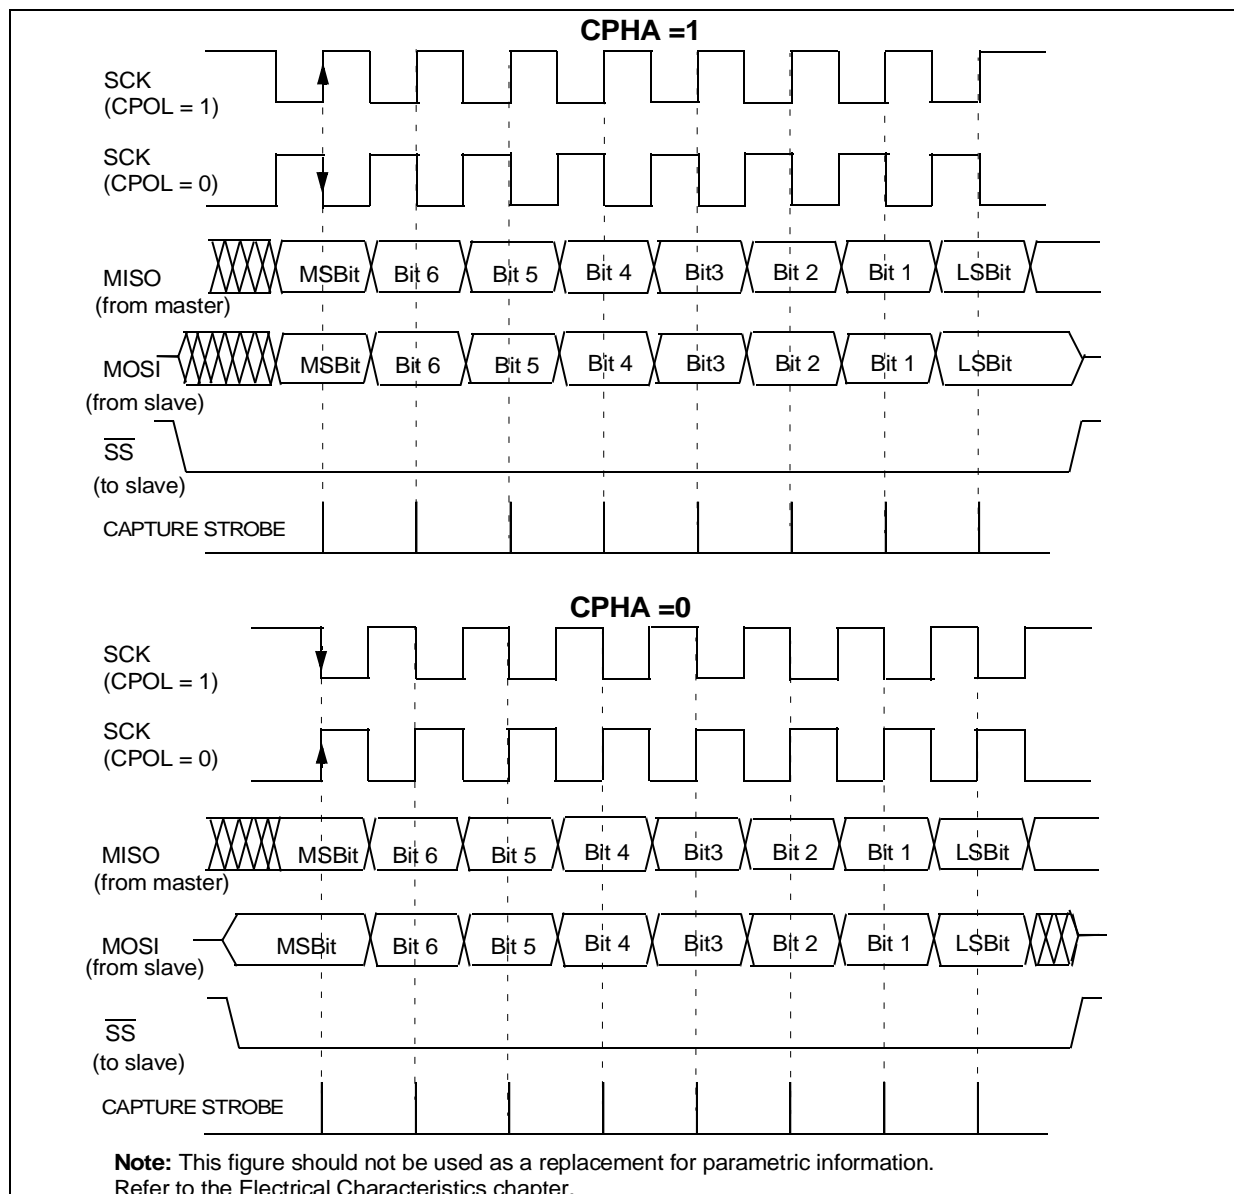 CPHA =1
SCK
(CPOL = 1)
SCK
(CPOL = 0)
MISO
(from master)
MSBit Bit 6 Bit 5 Bit 4 Bit3 Bit 2 Bit 1 LSBit
MOSI
(from slave)
MSBit Bit 6 Bit 5 Bit 4 Bit3 Bit 2 Bit 1 LSBit
SS
(to slave)
CAPTURE STROBE
CPHA =0
SCK
(CPOL = 1)
SCK
(CPOL = 0)
MISO
(from master)
MSBit Bit 6 Bit 5 Bit 4 Bit3 Bit 2 Bit 1 LSBit
MOSI
(from slave)
MSBit Bit 6 Bit 5 Bit 4 Bit3 Bit 2 Bit 1 LSBit
SS
(to slave)
CAPTURE STROBE
Note: This figure should not be used as a replacement for parametric information.
Refer to the Electrical Characteristics chapter.